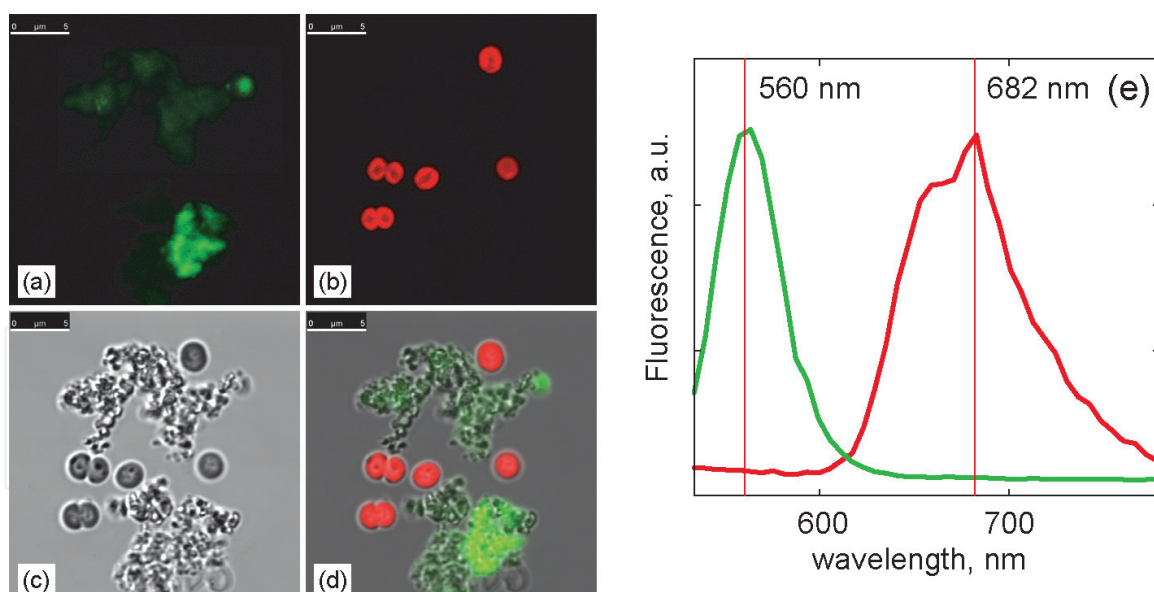 0 µm 5
(a)
0 µm 5
(b)
0 µm 5
(c)
0 µm 5
(d)
560 nm
682 nm
(e)
Fluorescence, a.u.
600
700
wavelength, nm